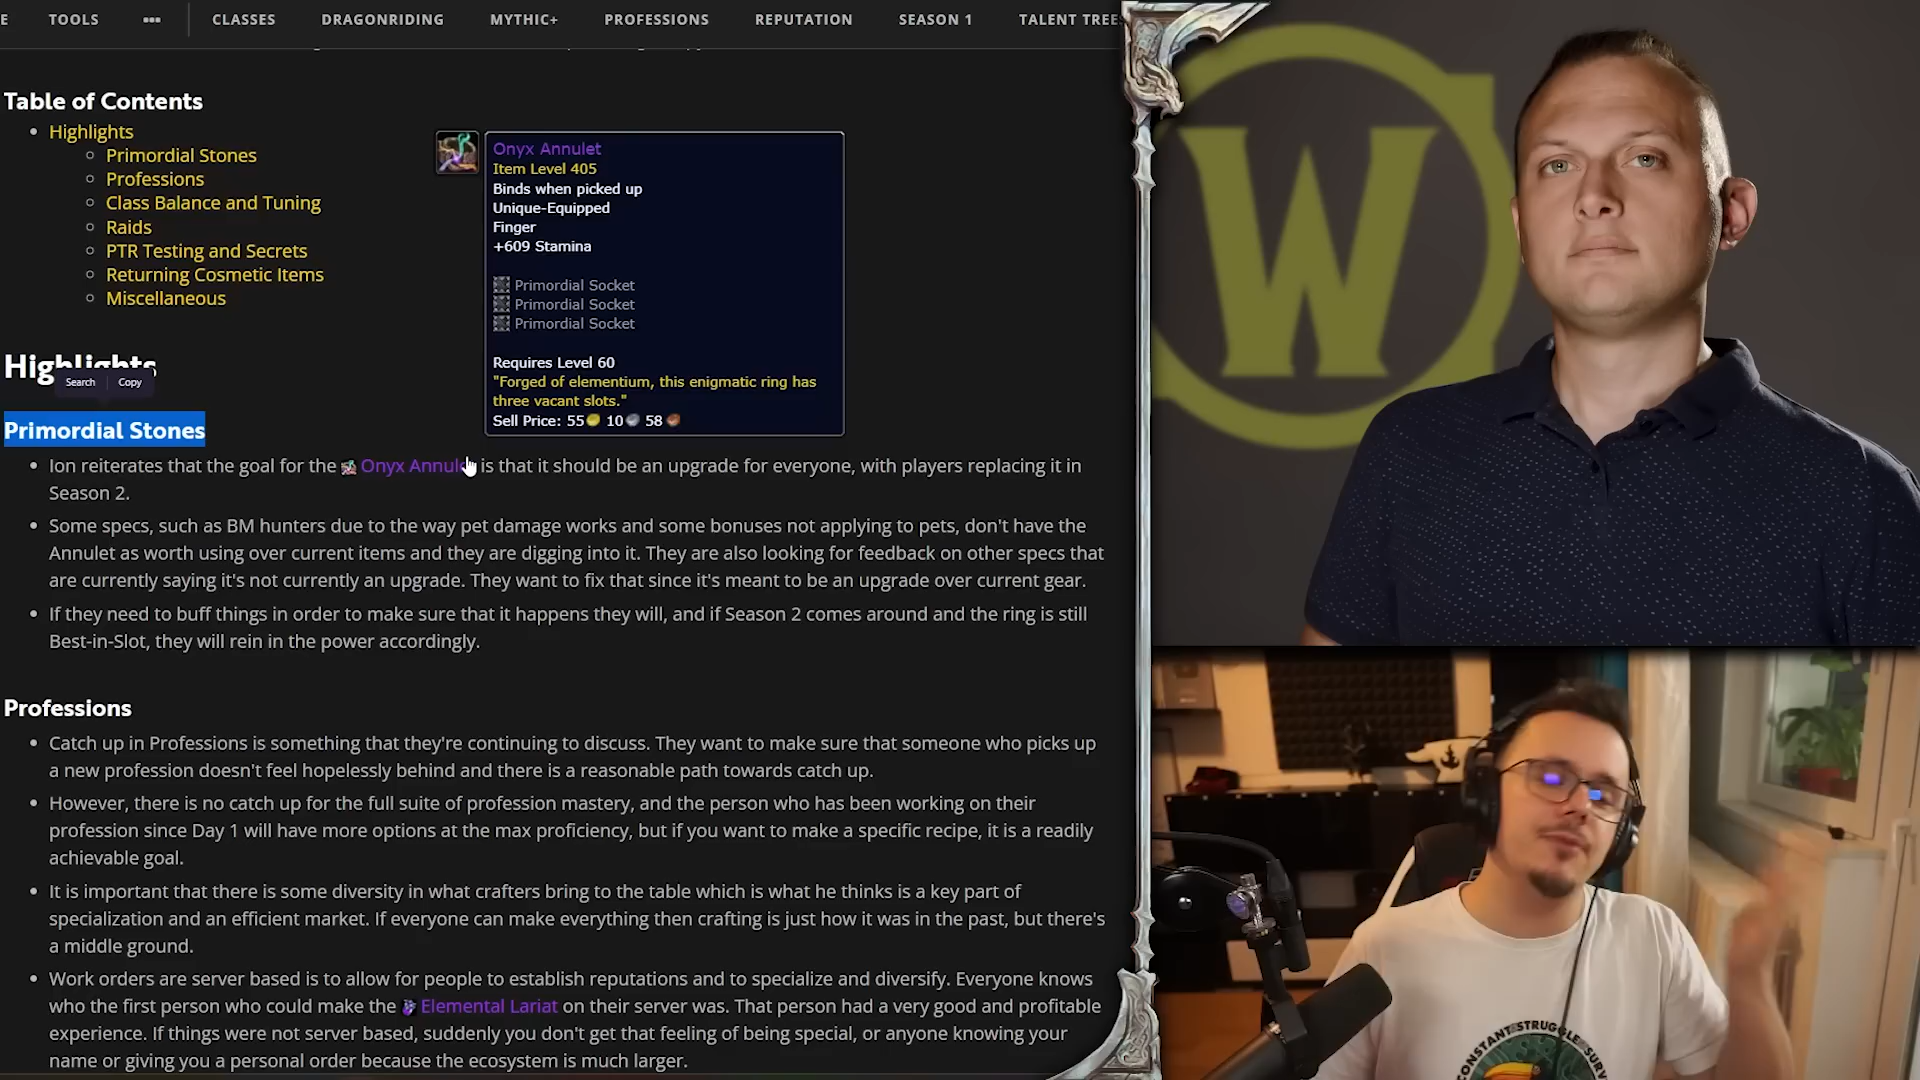 E TOOLS ••• CLASSES DRAGONRIDING MYTHIC+ PROFESSIONS REPUTATION SEASON 1 TALENT TREE
Table of Contents
Highlights
Primordial Stones
Professions
Class Balance and Tuning
Raids
PTR Testing and Secrets
Returning Cosmetic Items
Miscellaneous
Onyx Annulet
Item Level 405
Binds when picked up
Unique-Equipped
Finger
+609 Stamina
Primordial Socket
Primordial Socket
Primordial Socket
Requires Level 60
"Forged of elementium, this enigmatic ring has
three vacant slots."
Sell Price: 55 10 58
Highlights
Search Copy
Primordial Stones
Ion reiterates that the goal for the Onyx Annulet is that it should be an upgrade for everyone, with players replacing it in
Season 2.
Some specs, such as BM hunters due to the way pet damage works and some bonuses not applying to pets, don't have the
Annulet as worth using over current items and they are digging into it. They are also looking for feedback on other specs that
are currently saying it's not currently an upgrade. They want to fix that since it's meant to be an upgrade over current gear.
If they need to buff things in order to make sure that it happens they will, and if Season 2 comes around and the ring is still
Best-in-Slot, they will rein in the power accordingly.
Professions
Catch up in Professions is something that they're continuing to discuss. They want to make sure that someone who picks up
a new profession doesn't feel hopelessly behind and there is a reasonable path towards catch up.
However, there is no catch up for the full suite of profession mastery, and the person who has been working on their
profession since Day 1 will have more options at the max proficiency, but if you want to make a specific recipe, it is a readily
achievable goal.
It is important that there is some diversity in what crafters bring to the table which is what he thinks is a key part of
specialization and an efficient market. If everyone can make everything then crafting is just how it was in the past, but there's
a middle ground.
Work orders are server based is to allow for people to establish reputations and to specialize and diversify. Everyone knows
who the first person who could make the Elemental Lariat on their server was. That person had a very good and profitable
experience. If things were not server based, suddenly you don't get that feeling of being special, or anyone knowing your
name or giving you a personal order because the ecosystem is much larger.
W
CONSTANT STRUGGLE